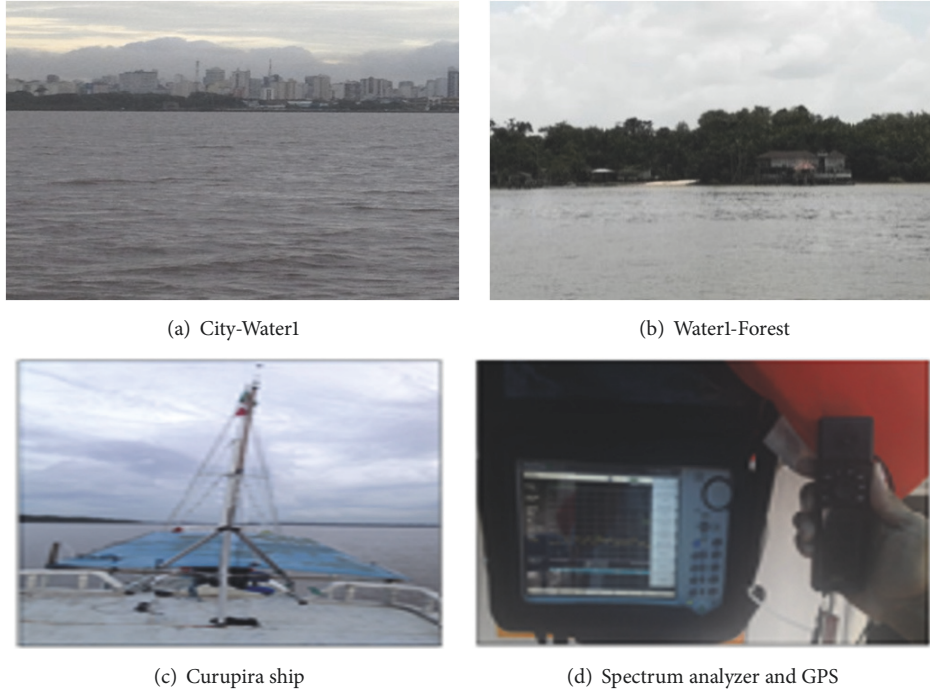 (a) City-Water1
(b) Water1-Forest
(c) Curupira ship
(d) Spectrum analyzer and GPS